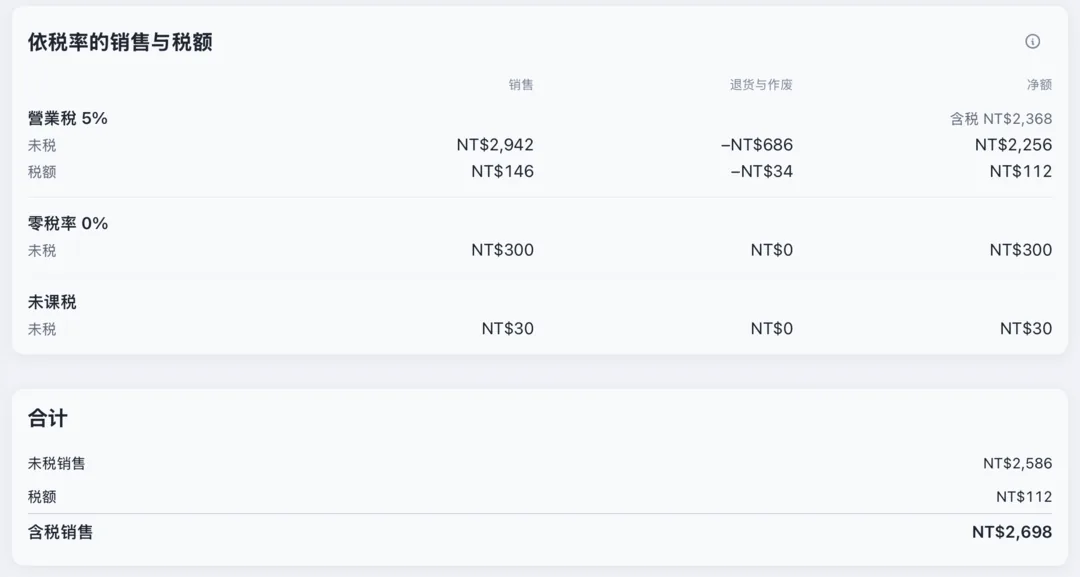 依税率的销售与税额
销售 退货与作废 净额
營業稅 5% 含税 NT$2,368
未税 NT$2,942 –NT$686 NT$2,256
税额 NT$146 –NT$34 NT$112
零稅率 0%
未税 NT$300 NT$0 NT$300
未课税
未税 NT$30 NT$0 NT$30
合计
未税销售 NT$2,586
税额 NT$112
含税销售 NT$2,698